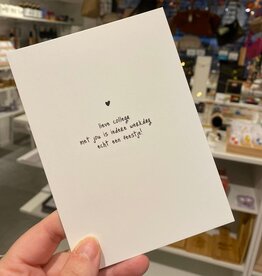 lieve collega
met jou is iedere werkdag
echt een feestje!